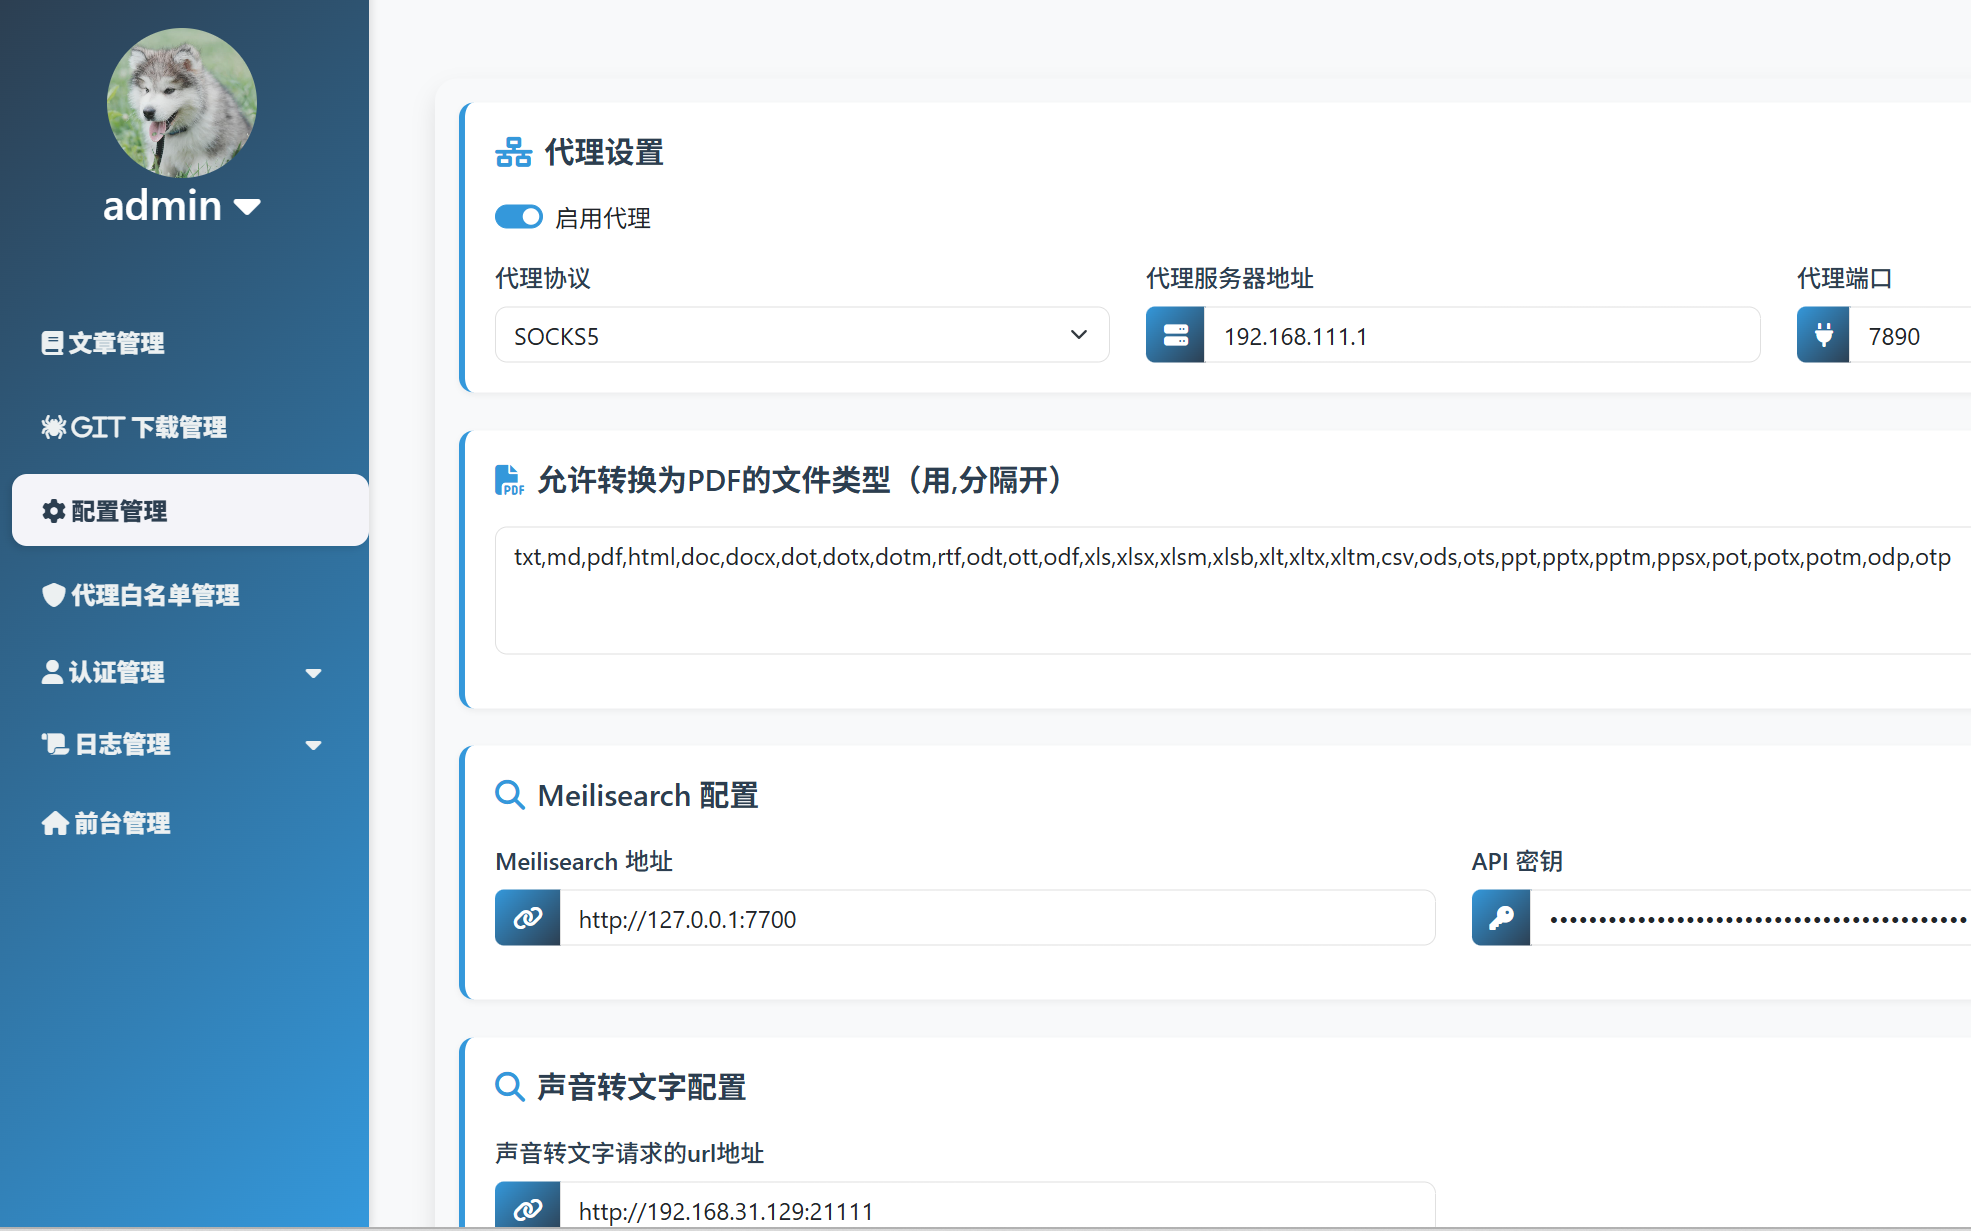 admin
文章管理
GIT 下载管理
配置管理
代理白名单管理
认证管理
日志管理
前台管理
代理设置
启用代理
代理协议
SOCKS5
代理服务器地址
192.168.111.1
代理端口
7890
允许转换为PDF的文件类型（用,分隔开）
txt,md,pdf,html,doc,docx,dot,dotx,dotm,rtf,odt,ott,odf,xls,xlsx,xlsm,xlsb,xlt,xltx,xltm,csv,ods,ots,ppt,pptx,pptm,ppsx,pot,potx,potm,odp,otp
Meilisearch 配置
Meilisearch 地址
http://127.0.0.1:7700
API 密钥
声音转文字配置
声音转文字请求的url地址
http://192.168.31.129:21111